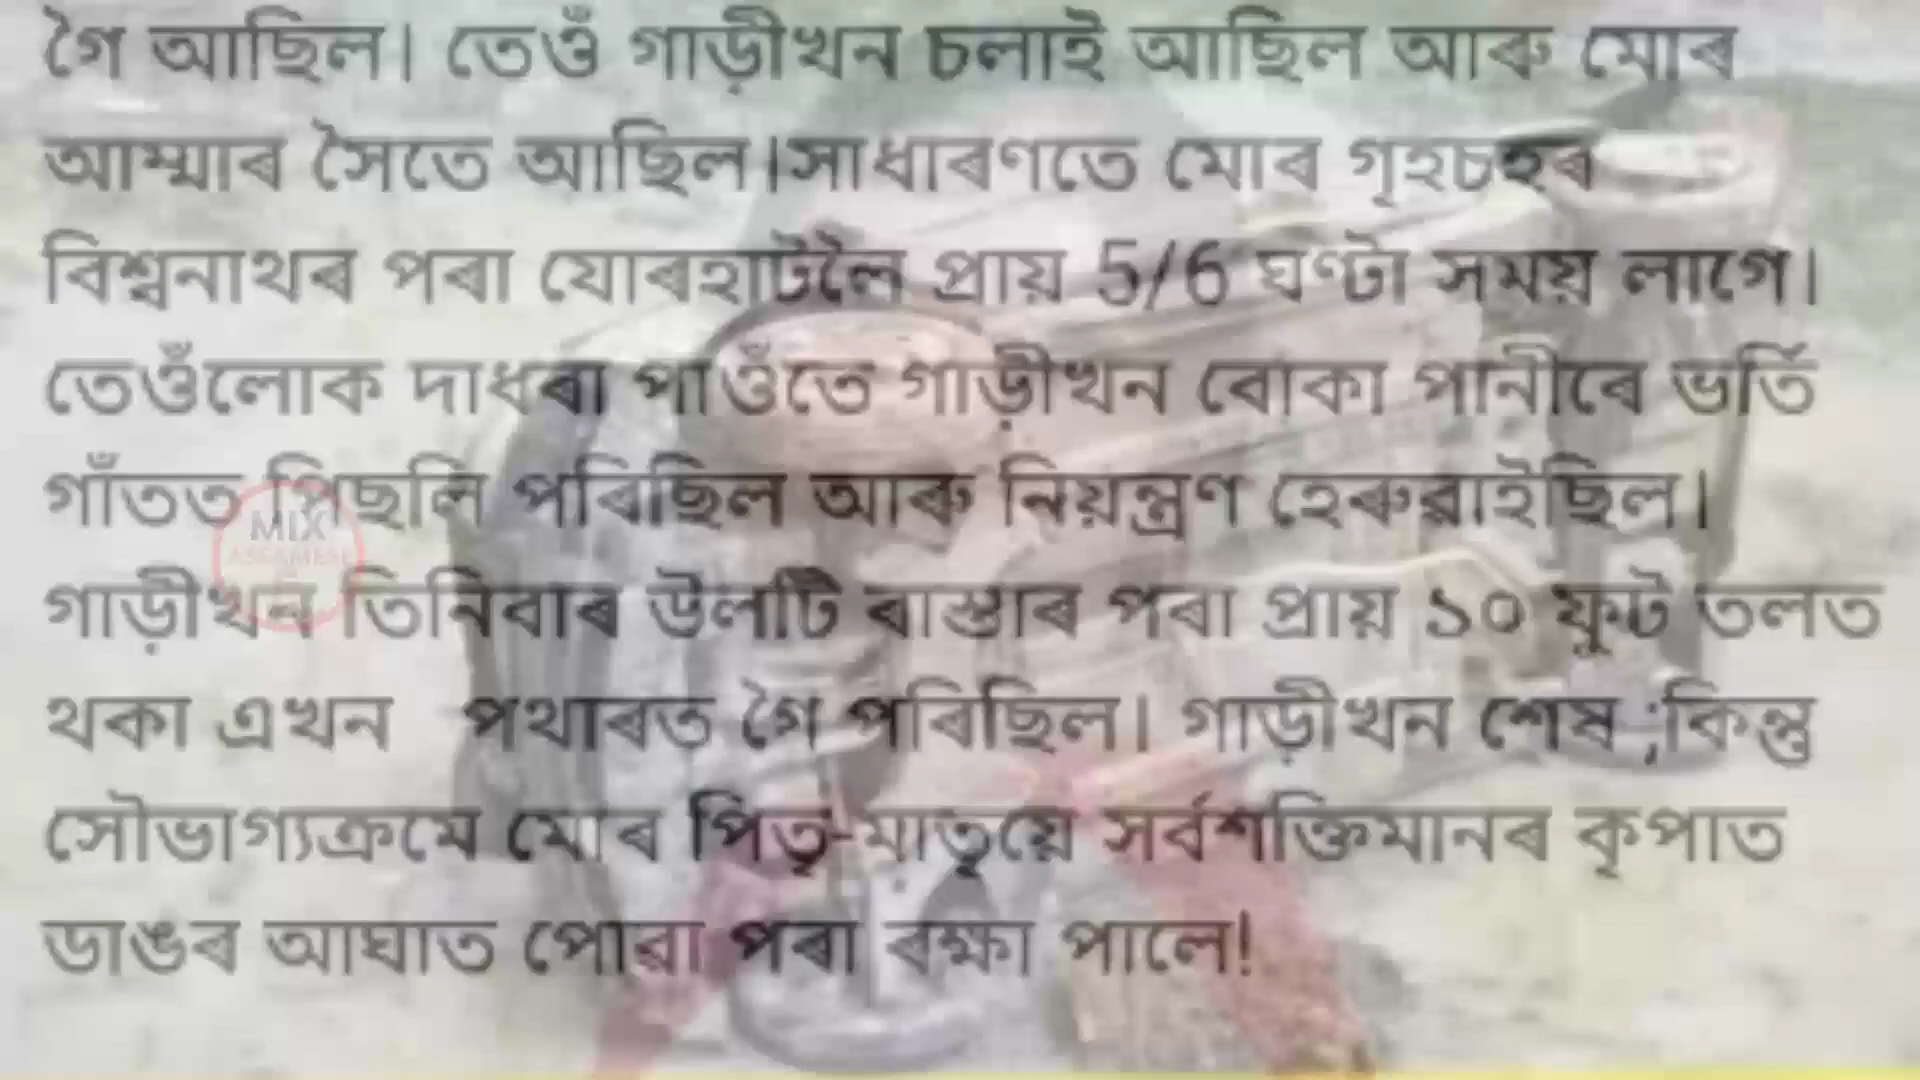 গৈ আছিল। তেওঁ গাড়ীখন চলাই আছিল আৰু মোৰ
আম্মাৰ সৈতে আছিল।সাধাৰণতে মোৰ গৃহচহৰ
বিশ্বনাথৰ পৰা যোৰহাটলৈ প্ৰায় 5/6 ঘণ্টা সময় লাগে।
তেওঁলোক দাধৰা পাওঁতে গাড়ীখন বোকা পানীৰে ভৰ্তি
গাঁতত পিছলি পৰিছিল আৰু নিয়ন্ত্ৰণ হেৰুৱাইছিল।
MIX
ASSAMESE
গাড়ীখন তিনিবাৰ উলটি ৰাস্তাৰ পৰা প্ৰায় ১০ ফুট তলত
থকা এখন পথাৰত গৈ পৰিছিল। গাড়ীখন শেষ ;কিন্তু
সৌভাগ্যক্ৰমে মোৰ পিতৃ-মাতৃয়ে সৰ্বশক্তিমানৰ কৃপাত
ডাঙৰ আঘাত পোৱা পৰা ৰক্ষা পালে!